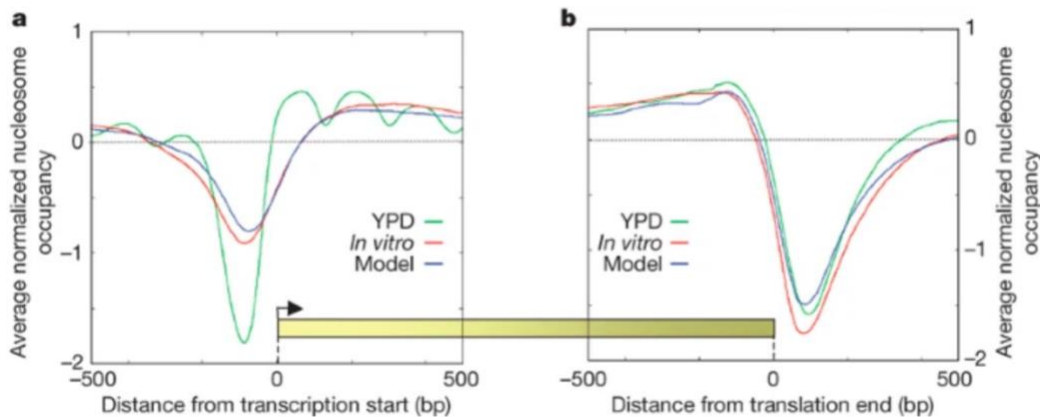 a
b
Average normalized nucleosome
occupancy
1
0
−1
−2
YPD
In vitro
Model
−500
0
500
Distance from transcription start (bp)
YPD
In vitro
Model
−500
0
500
Distance from translation end (bp)
1
0
−1
−2
Average normalized nucleosome
occupancy